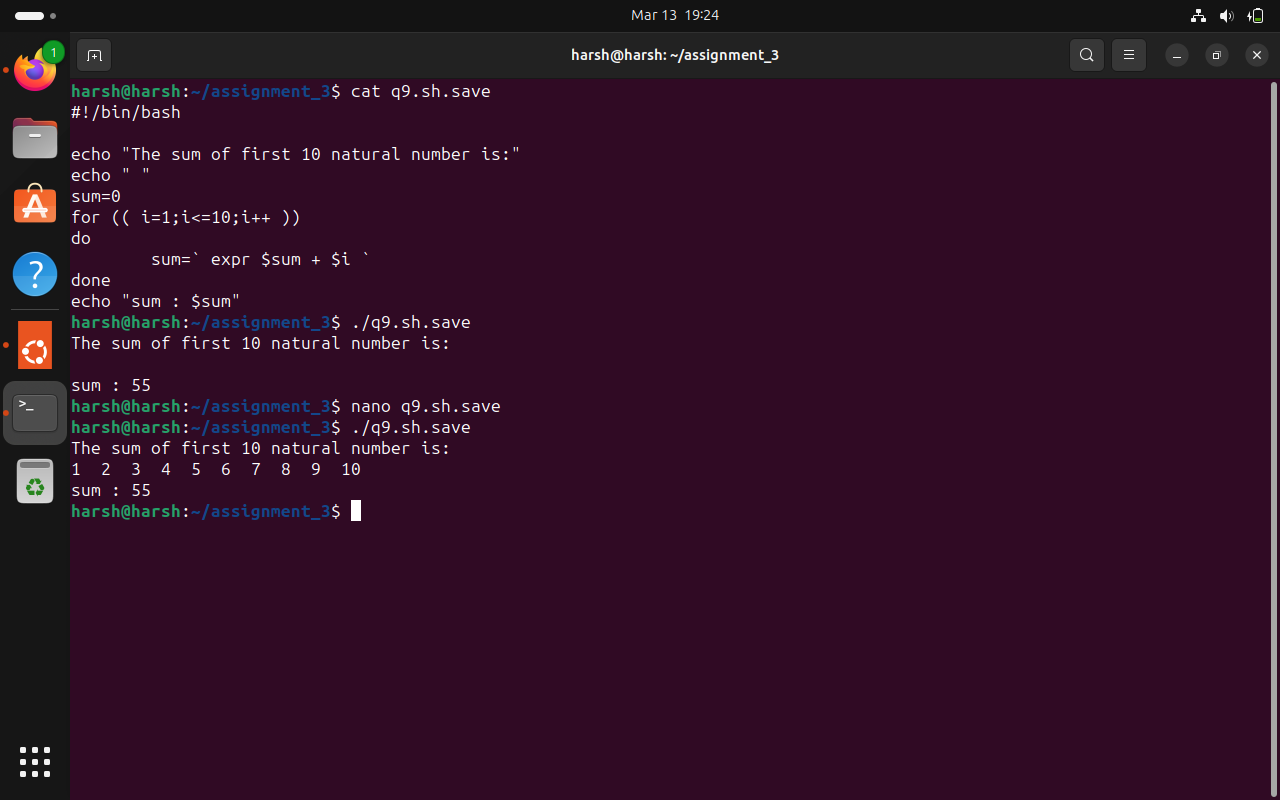 Mar 13  19:24
1
harsh@harsh: ~/assignment_3
harsh@harsh:~/assignment_3$ cat q9.sh.save
#!/bin/bash

echo "The sum of first 10 natural number is:"
echo " "
sum=0
for (( i=1;i<=10;i++ ))
do
        sum=` expr $sum + $i `
done
echo "sum : $sum"
harsh@harsh:~/assignment_3$ ./q9.sh.save
The sum of first 10 natural number is:

sum : 55
harsh@harsh:~/assignment_3$ nano q9.sh.save
harsh@harsh:~/assignment_3$ ./q9.sh.save
The sum of first 10 natural number is:
1  2  3  4  5  6  7  8  9  10
sum : 55
harsh@harsh:~/assignment_3$